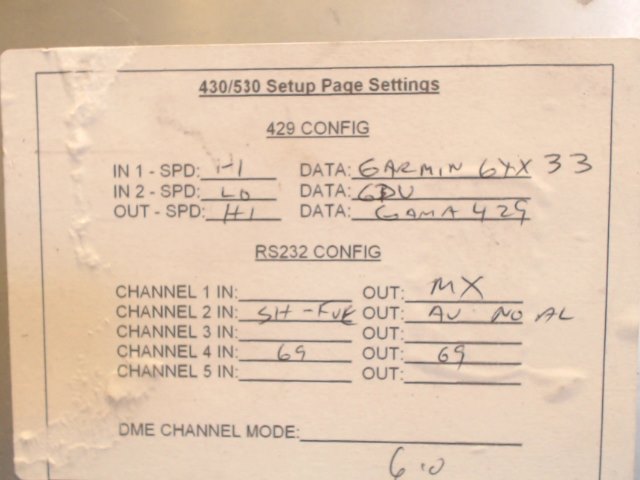 430/530 Setup Page Settings
429 CONFIG
IN 1 - SPD: HI DATA: GARMIN GXX 33
IN 2 - SPD: LO DATA: GDU
OUT - SPD: HI DATA: GAMA 429
RS232 CONFIG
CHANNEL 1 IN: OUT: MX
CHANNEL 2 IN: SH-FUE OUT: AV NO AL
CHANNEL 3 IN: OUT:
CHANNEL 4 IN: 69 OUT: 69
CHANNEL 5 IN: OUT:
DME CHANNEL MODE:
6.0